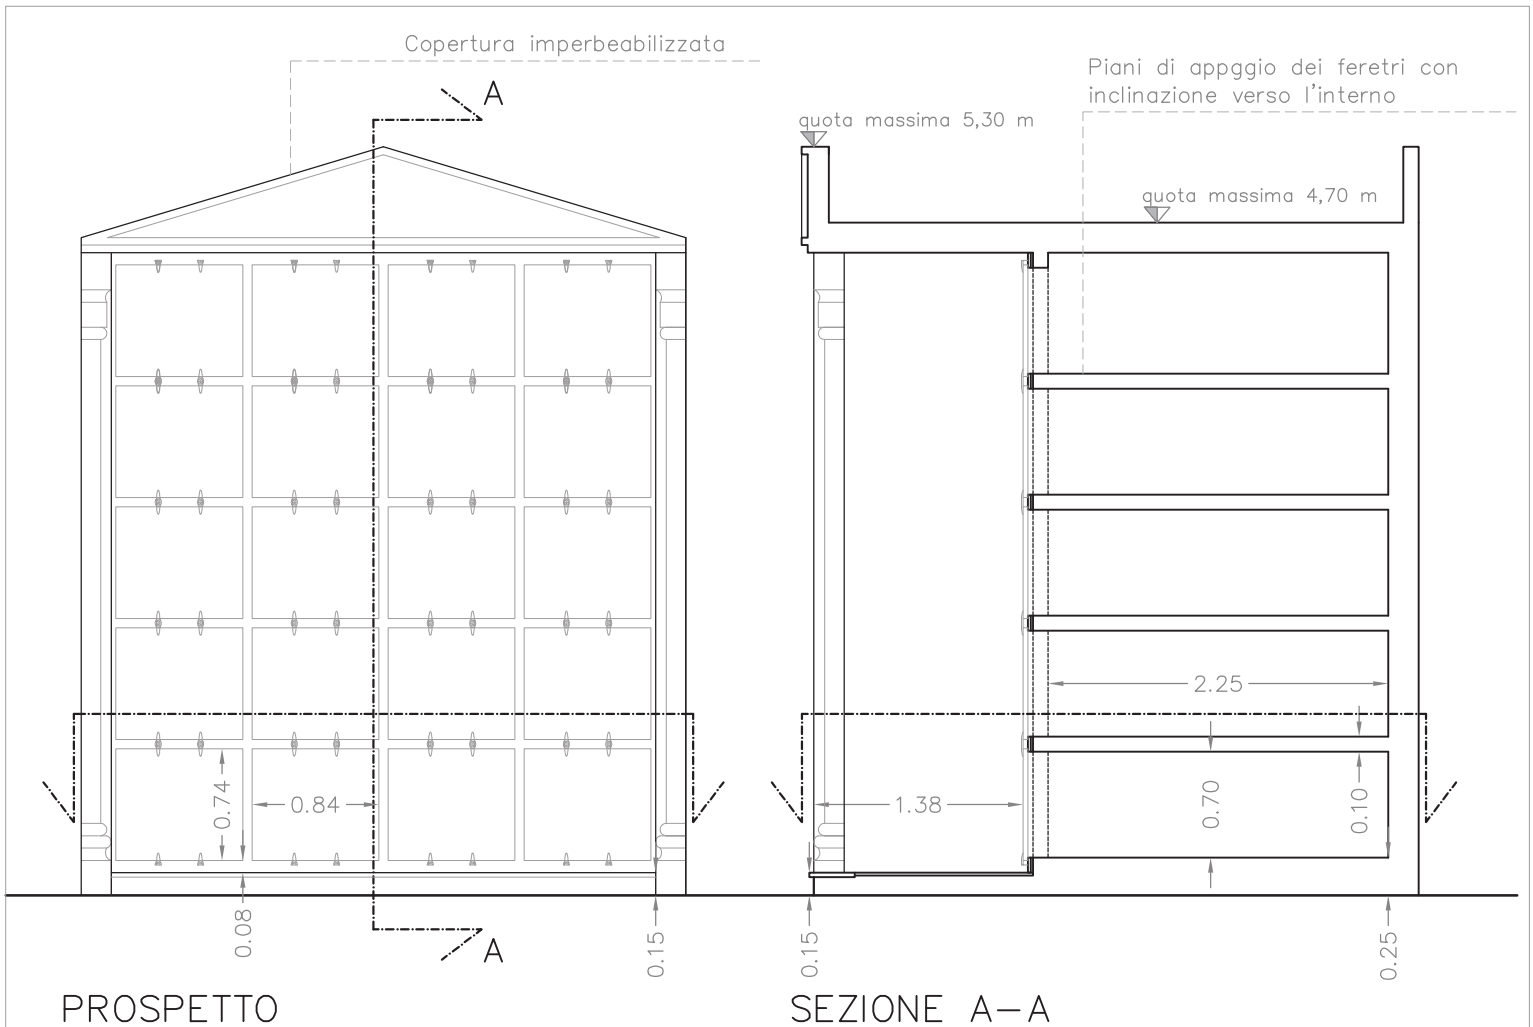 Copertura imperbeabilizzata
Piani di appggio dei feretri con
inclinazione verso l'interno
A
quota massima 5,30 m
quota massima 4,70 m
2.25
0.74
0.84
1.38
0.70
0.10
0.08
0.15
A
0.15
0.25
PROSPETTO
SEZIONE A-A